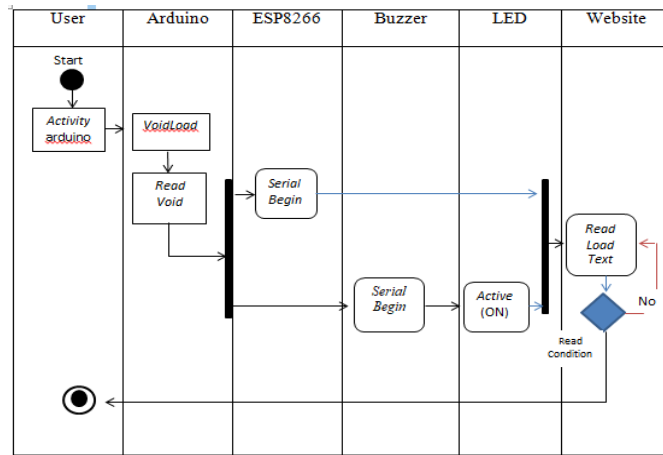 User Arduino ESP8266 Buzzer LED Website
Start
Activity
arduino
VoidLoad
Read
Void
Serial
Begin
Serial
Begin
Active
(ON)
Read
Load
Text
No
Read
Condition